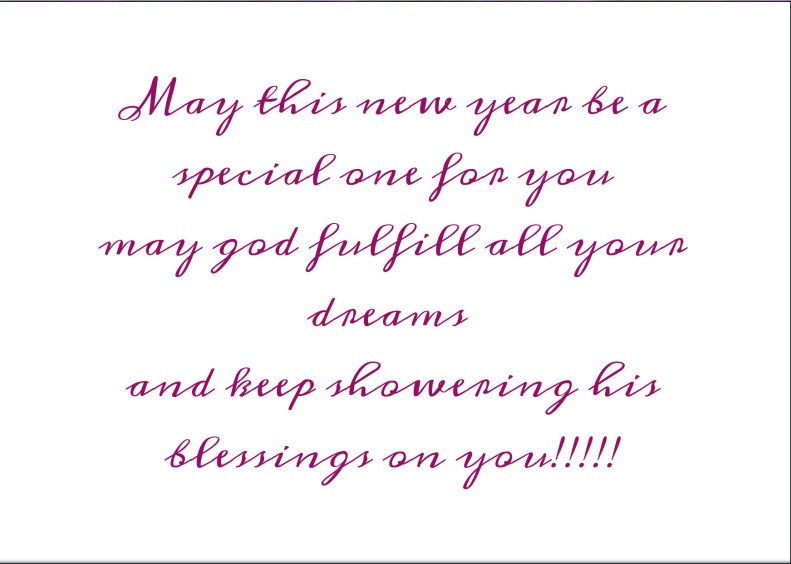 May this new year be a
special one for you
may god fulfill all your
dreams
and keep showering his
blessings on you!!!!!